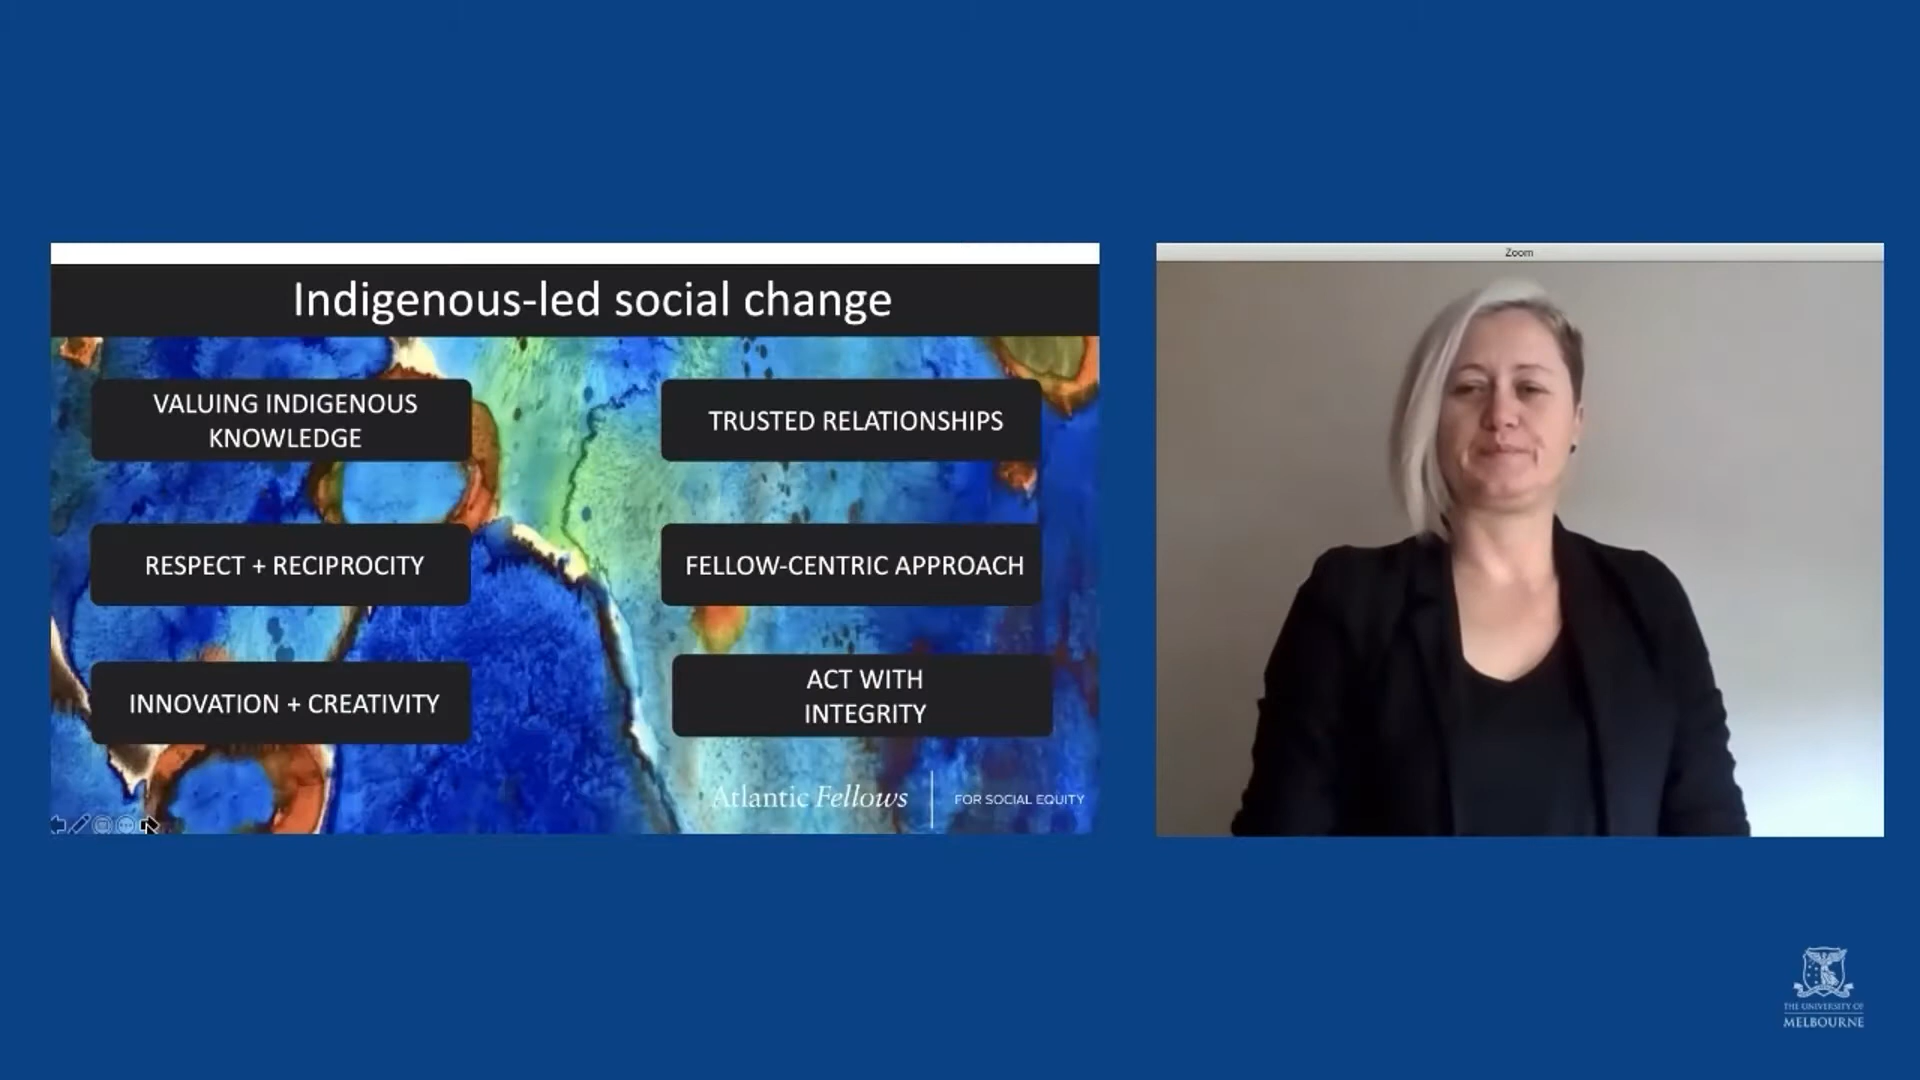 Indigenous-led social change
VALUING INDIGENOUS
KNOWLEDGE
TRUSTED RELATIONSHIPS
RESPECT + RECIPROCITY
FELLOW-CENTRIC APPROACH
INNOVATION + CREATIVITY
ACT WITH
INTEGRITY
Atlantic Fellows
FOR SOCIAL EQUITY
Zoom
THE UNIVERSITY OF
MELBOURNE